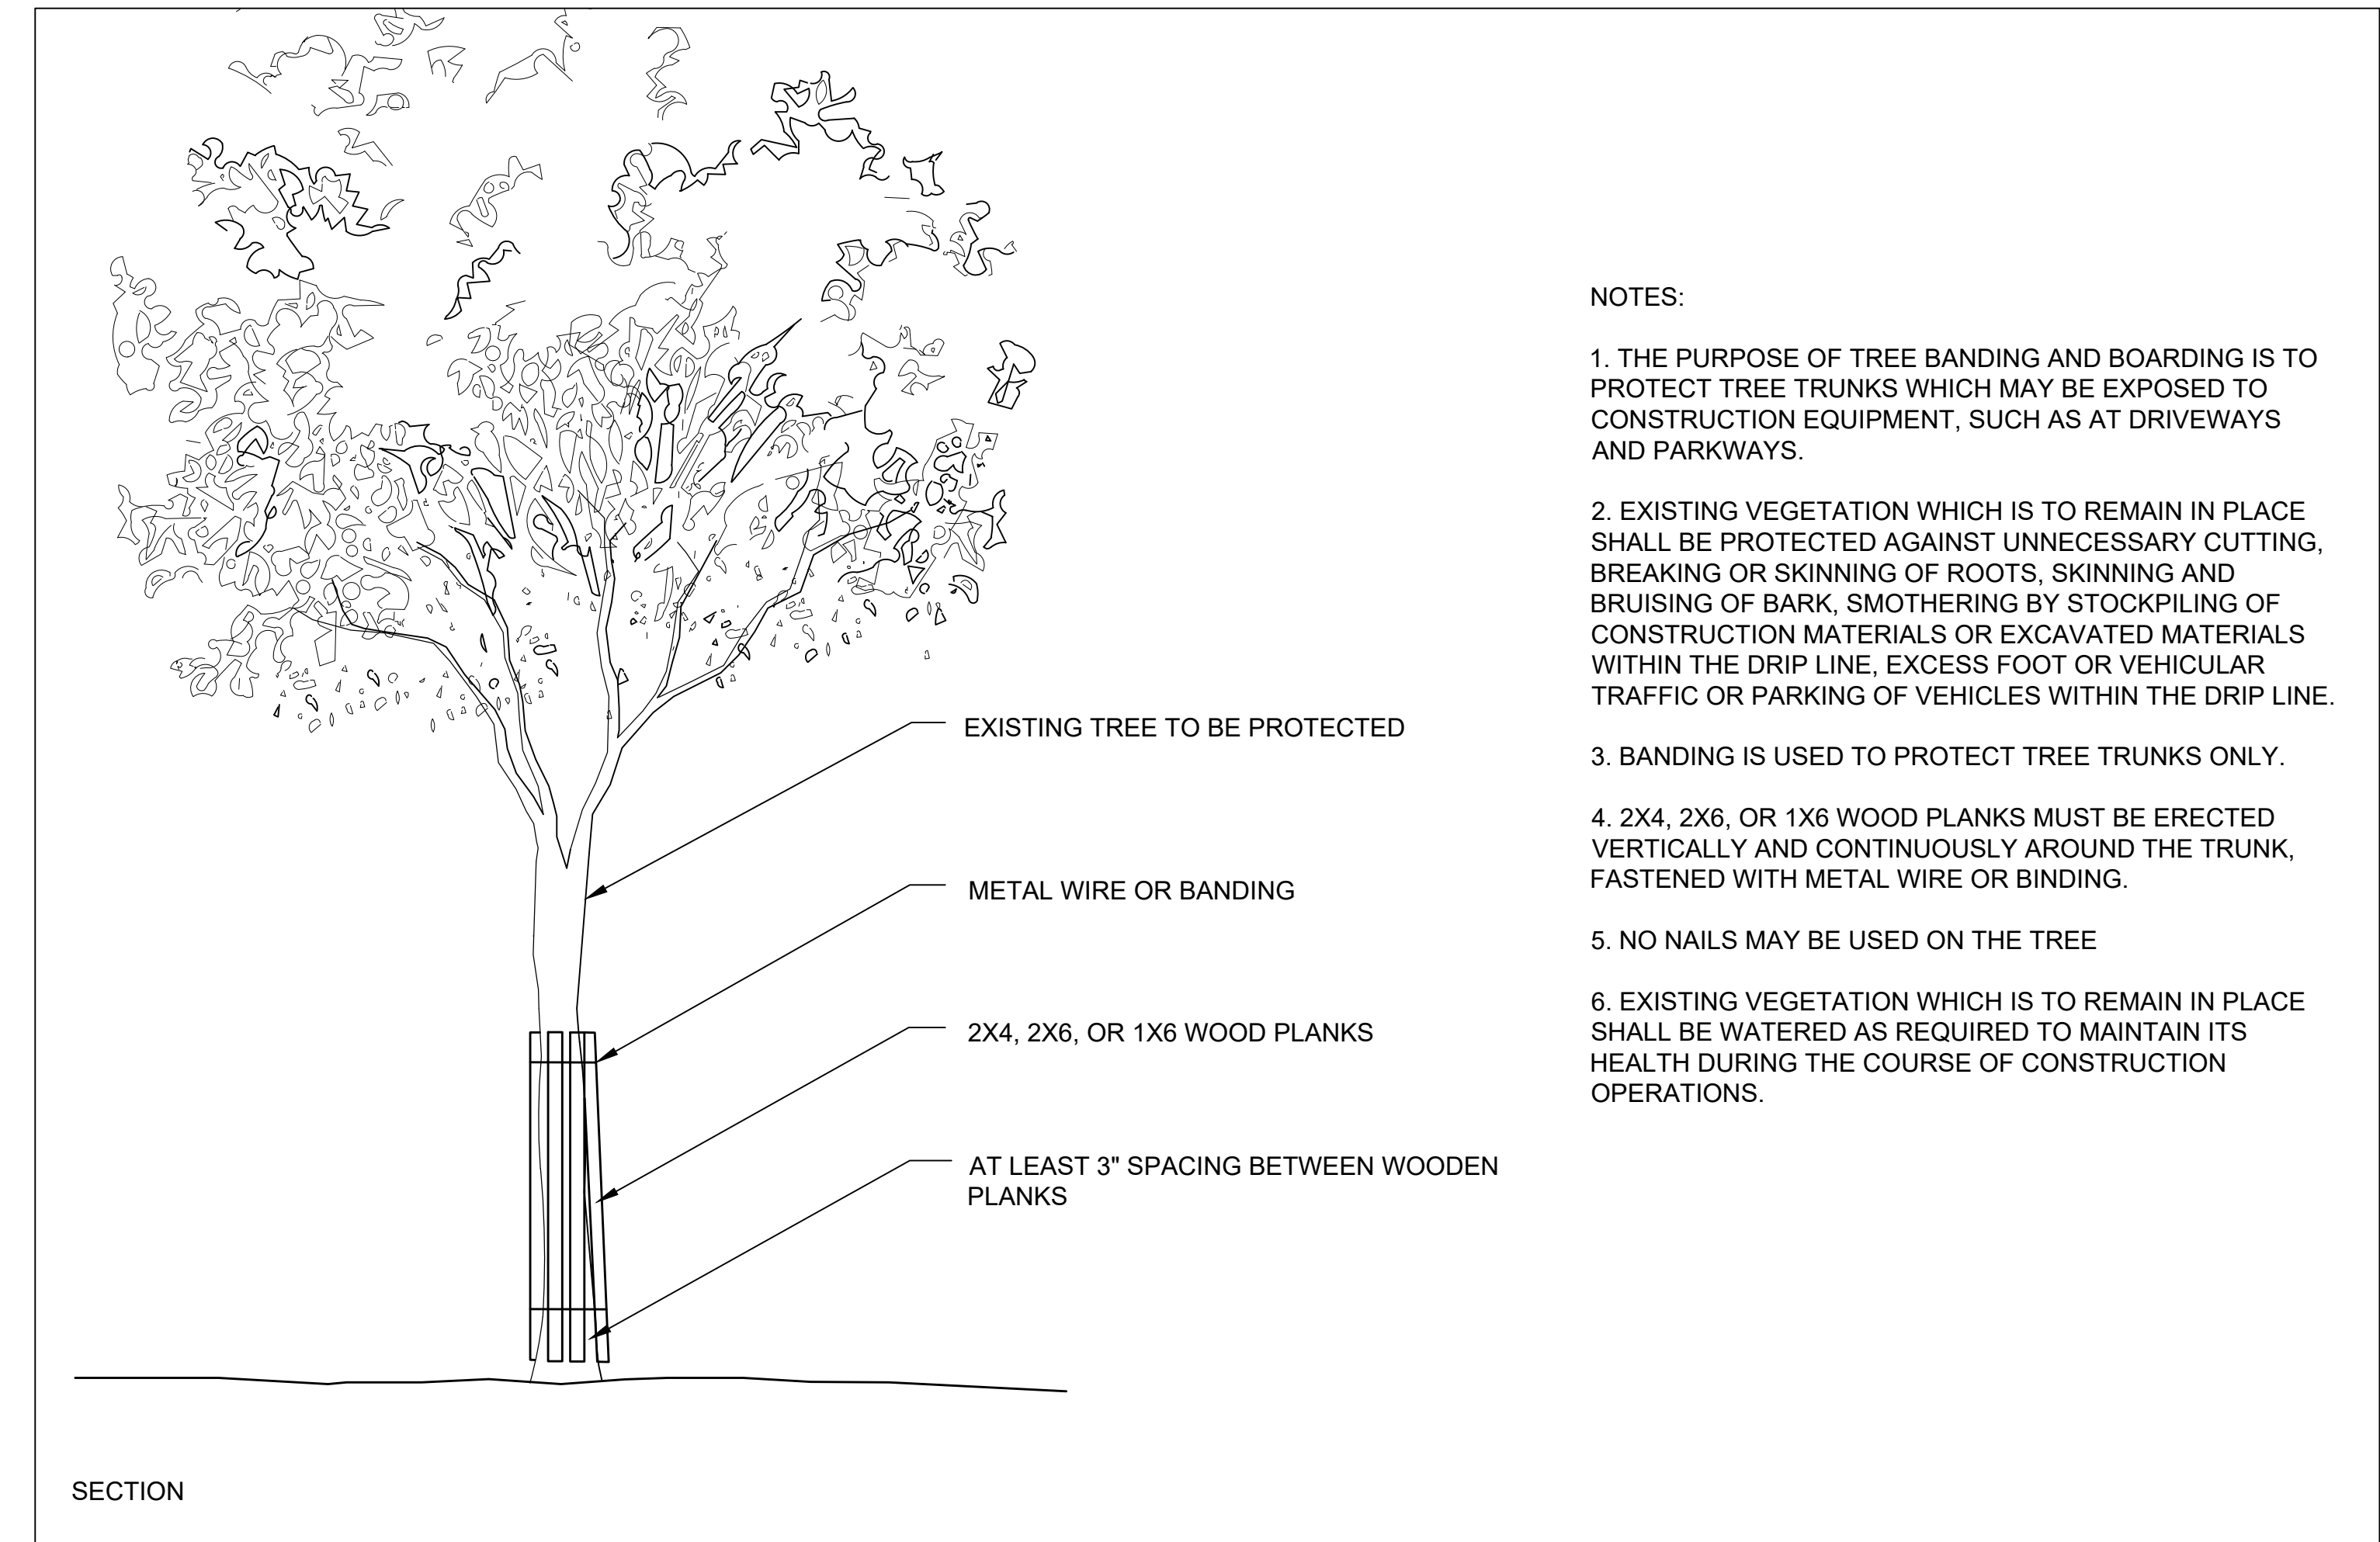 EXISTING TREE TO BE PROTECTED
METAL WIRE OR BANDING
2X4, 2X6, OR 1X6 WOOD PLANKS
AT LEAST 3" SPACING BETWEEN WOODEN
PLANKS
SECTION
NOTES:
1. THE PURPOSE OF TREE BANDING AND BOARDING IS TO
PROTECT TREE TRUNKS WHICH MAY BE EXPOSED TO
CONSTRUCTION EQUIPMENT, SUCH AS AT DRIVEWAYS
AND PARKWAYS.
2. EXISTING VEGETATION WHICH IS TO REMAIN IN PLACE
SHALL BE PROTECTED AGAINST UNNECESSARY CUTTING,
BREAKING OR SKINNING OF ROOTS, SKINNING AND
BRUISING OF BARK, SMOTHERING BY STOCKPILING OF
CONSTRUCTION MATERIALS OR EXCAVATED MATERIALS
WITHIN THE DRIP LINE, EXCESS FOOT OR VEHICULAR
TRAFFIC OR PARKING OF VEHICLES WITHIN THE DRIP LINE.
3. BANDING IS USED TO PROTECT TREE TRUNKS ONLY.
4. 2X4, 2X6, OR 1X6 WOOD PLANKS MUST BE ERECTED
VERTICALLY AND CONTINUOUSLY AROUND THE TRUNK,
FASTENED WITH METAL WIRE OR BINDING.
5. NO NAILS MAY BE USED ON THE TREE
6. EXISTING VEGETATION WHICH IS TO REMAIN IN PLACE
SHALL BE WATERED AS REQUIRED TO MAINTAIN ITS
HEALTH DURING THE COURSE OF CONSTRUCTION
OPERATIONS.